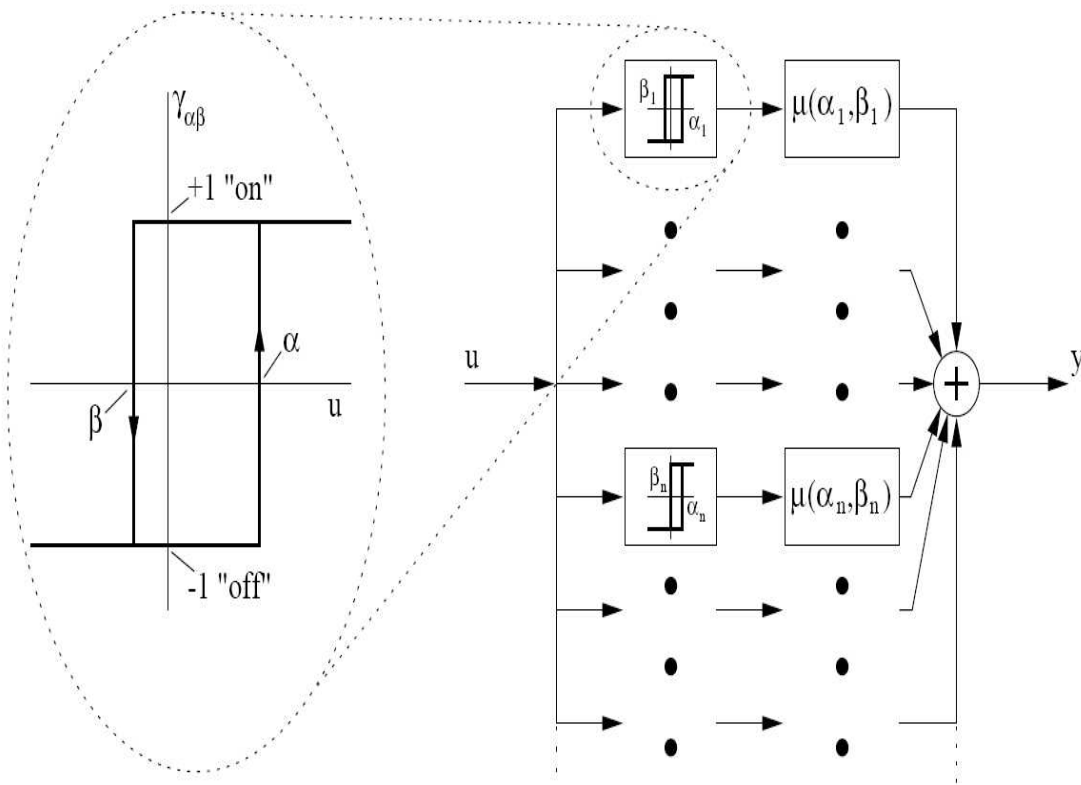 γαβ
+1 "on"
α
u
β
-1 "off"
β1
α1
μ(α1,β1)
u
y
+
βn
αn
μ(αn,βn)